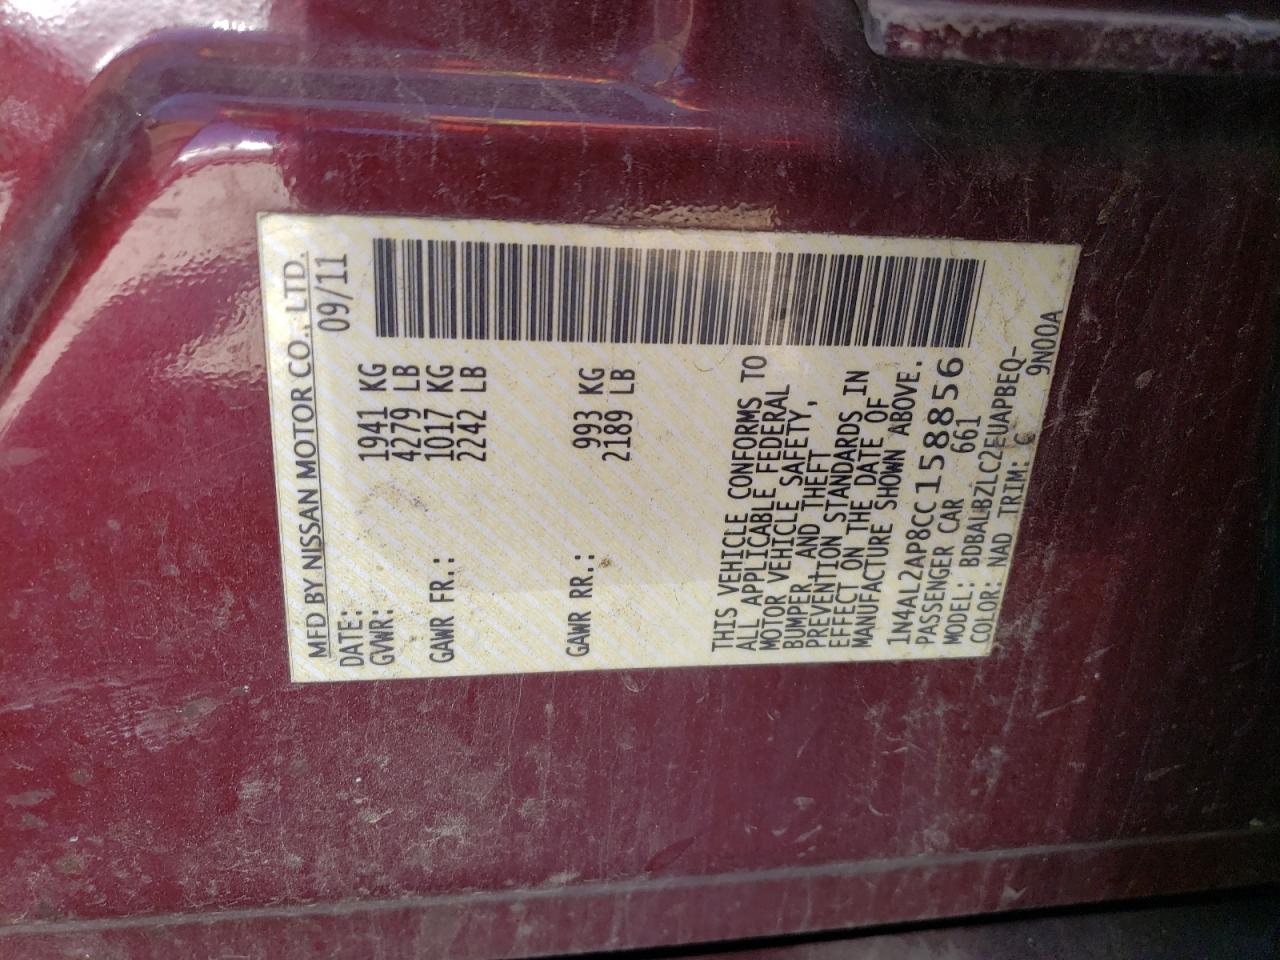 MFD BY NISSAN MOTOR CO., LTD.
DATE: 09/11
GVWR: 1941 KG
4279 LB
GAWR FR.: 1017 KG
2242 LB
GAWR RR.: 993 KG
2189 LB
THIS VEHICLE CONFORMS TO
ALL APPLICABLE FEDERAL
MOTOR VEHICLE SAFETY,
BUMPER, AND THEFT
PREVENTION STANDARDS IN
EFFECT ON THE DATE OF
MANUFACTURE SHOWN ABOVE.
1N4AL2AP8CC158856
PASSENGER CAR 661
MODEL: BDBALBZLC2EUAPBEQ-
COLOR: NAD TRIM: G 9N00A